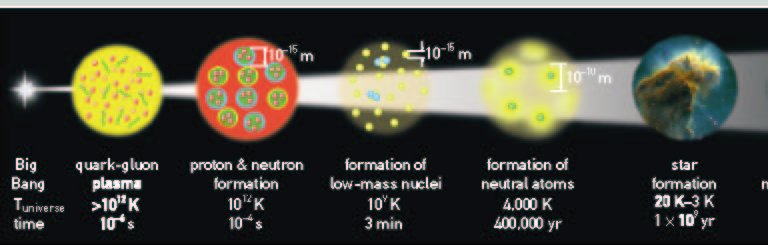 10⁻¹⁵ m
10⁻¹⁵ m
10⁻¹⁰ m
Big Bang
quark-gluon plasma
proton & neutron formation
formation of low-mass nuclei
formation of neutral atoms
star formation
T universe >10¹² K 10¹² K 10⁹ K 4,000 K 20 K–3 K
time 10⁻⁶ s 10⁻⁴ s 3 min 400,000 yr 1 × 10⁹ yr